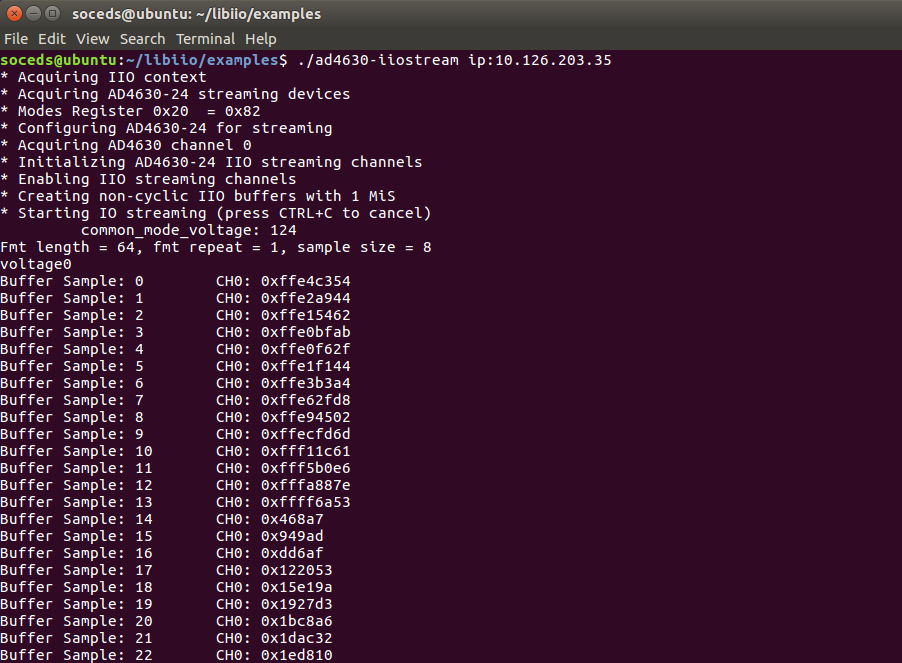 soceds@ubuntu: ~/libiio/examples
File Edit View Search Terminal Help
soceds@ubuntu:~/libiio/examples$ ./ad4630-iiostream ip:10.126.203.35
* Acquiring IIO context
* Acquiring AD4630-24 streaming devices
* Modes Register 0x20  = 0x82
* Configuring AD4630-24 for streaming
* Acquiring AD4630 channel 0
* Initializing AD4630-24 IIO streaming channels
* Enabling IIO streaming channels
* Creating non-cyclic IIO buffers with 1 MiS
* Starting IO streaming (press CTRL+C to cancel)
         common_mode_voltage: 124
Fmt length = 64, fmt repeat = 1, sample size = 8
voltage0
Buffer Sample: 0        CH0: 0xffe4c354
Buffer Sample: 1        CH0: 0xffe2a944
Buffer Sample: 2        CH0: 0xffe15462
Buffer Sample: 3        CH0: 0xffe0bfab
Buffer Sample: 4        CH0: 0xffe0f62f
Buffer Sample: 5        CH0: 0xffe1f144
Buffer Sample: 6        CH0: 0xffe3b3a4
Buffer Sample: 7        CH0: 0xffe62fd8
Buffer Sample: 8        CH0: 0xffe94502
Buffer Sample: 9        CH0: 0xffecfd6d
Buffer Sample: 10       CH0: 0xfff11c61
Buffer Sample: 11       CH0: 0xfff5b0e6
Buffer Sample: 12       CH0: 0xfffa887e
Buffer Sample: 13       CH0: 0xffff6a53
Buffer Sample: 14       CH0: 0x468a7
Buffer Sample: 15       CH0: 0x949ad
Buffer Sample: 16       CH0: 0xdd6af
Buffer Sample: 17       CH0: 0x122053
Buffer Sample: 18       CH0: 0x15e19a
Buffer Sample: 19       CH0: 0x1927d3
Buffer Sample: 20       CH0: 0x1bc8a6
Buffer Sample: 21       CH0: 0x1dac32
Buffer Sample: 22       CH0: 0x1ed810